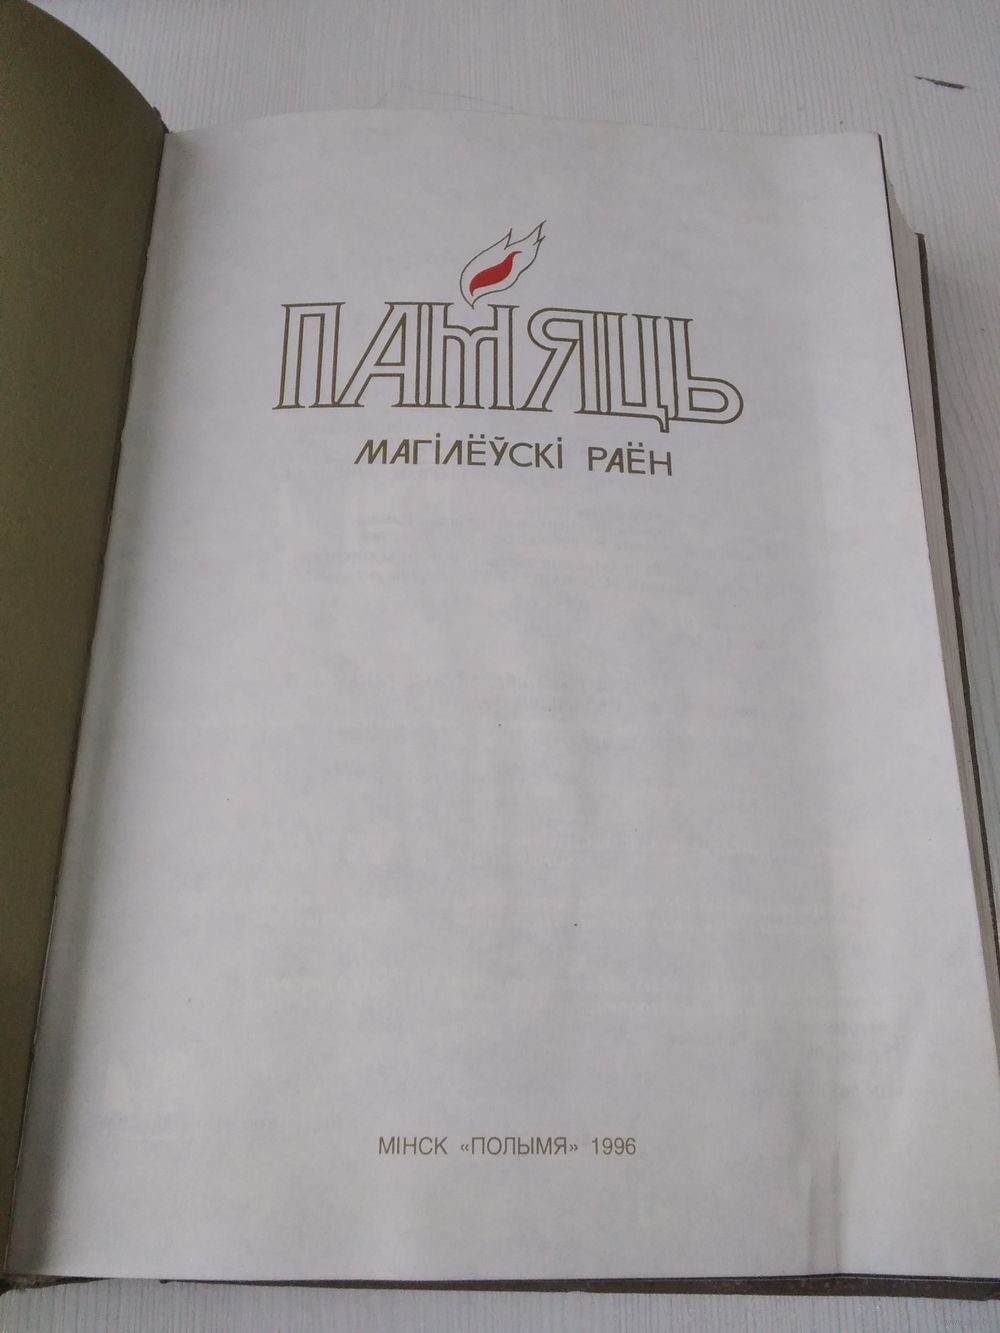 ПАМЯЦЬ
МАГІЛЁЎСКІ РАЁН
МІНСК «ПОЛЫМЯ» 1996